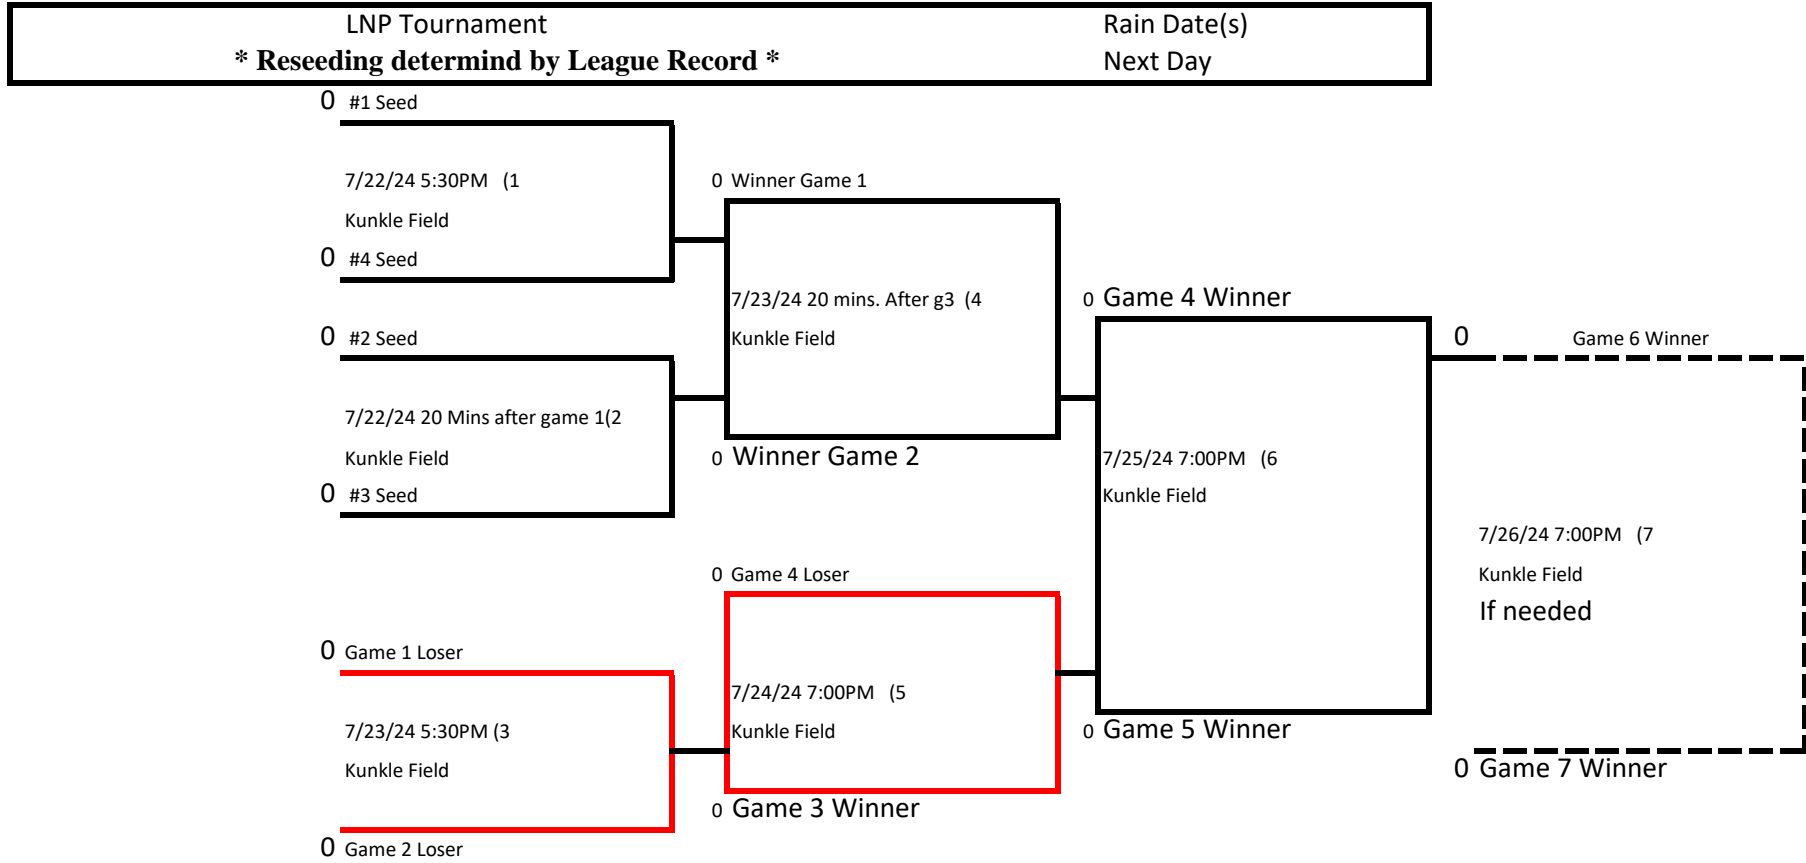 LNP Tournament Rain Date(s)
* Reseeding determind by League Record * Next Day
0 #1 Seed
7/22/24 5:30PM (1
Kunkle Field
0 #4 Seed
0 #2 Seed
7/22/24 20 Mins after game 1(2
Kunkle Field
0 #3 Seed
0 Game 1 Loser
7/23/24 5:30PM (3
Kunkle Field
0 Game 2 Loser
0 Winner Game 1
7/23/24 20 mins. After g3 (4
Kunkle Field
0 Winner Game 2
0 Game 4 Loser
7/24/24 7:00PM (5
Kunkle Field
0 Game 3 Winner
0 Game 4 Winner
7/25/24 7:00PM (6
Kunkle Field
0 Game 5 Winner
0 Game 6 Winner
7/26/24 7:00PM (7
Kunkle Field
If needed
0 Game 7 Winner